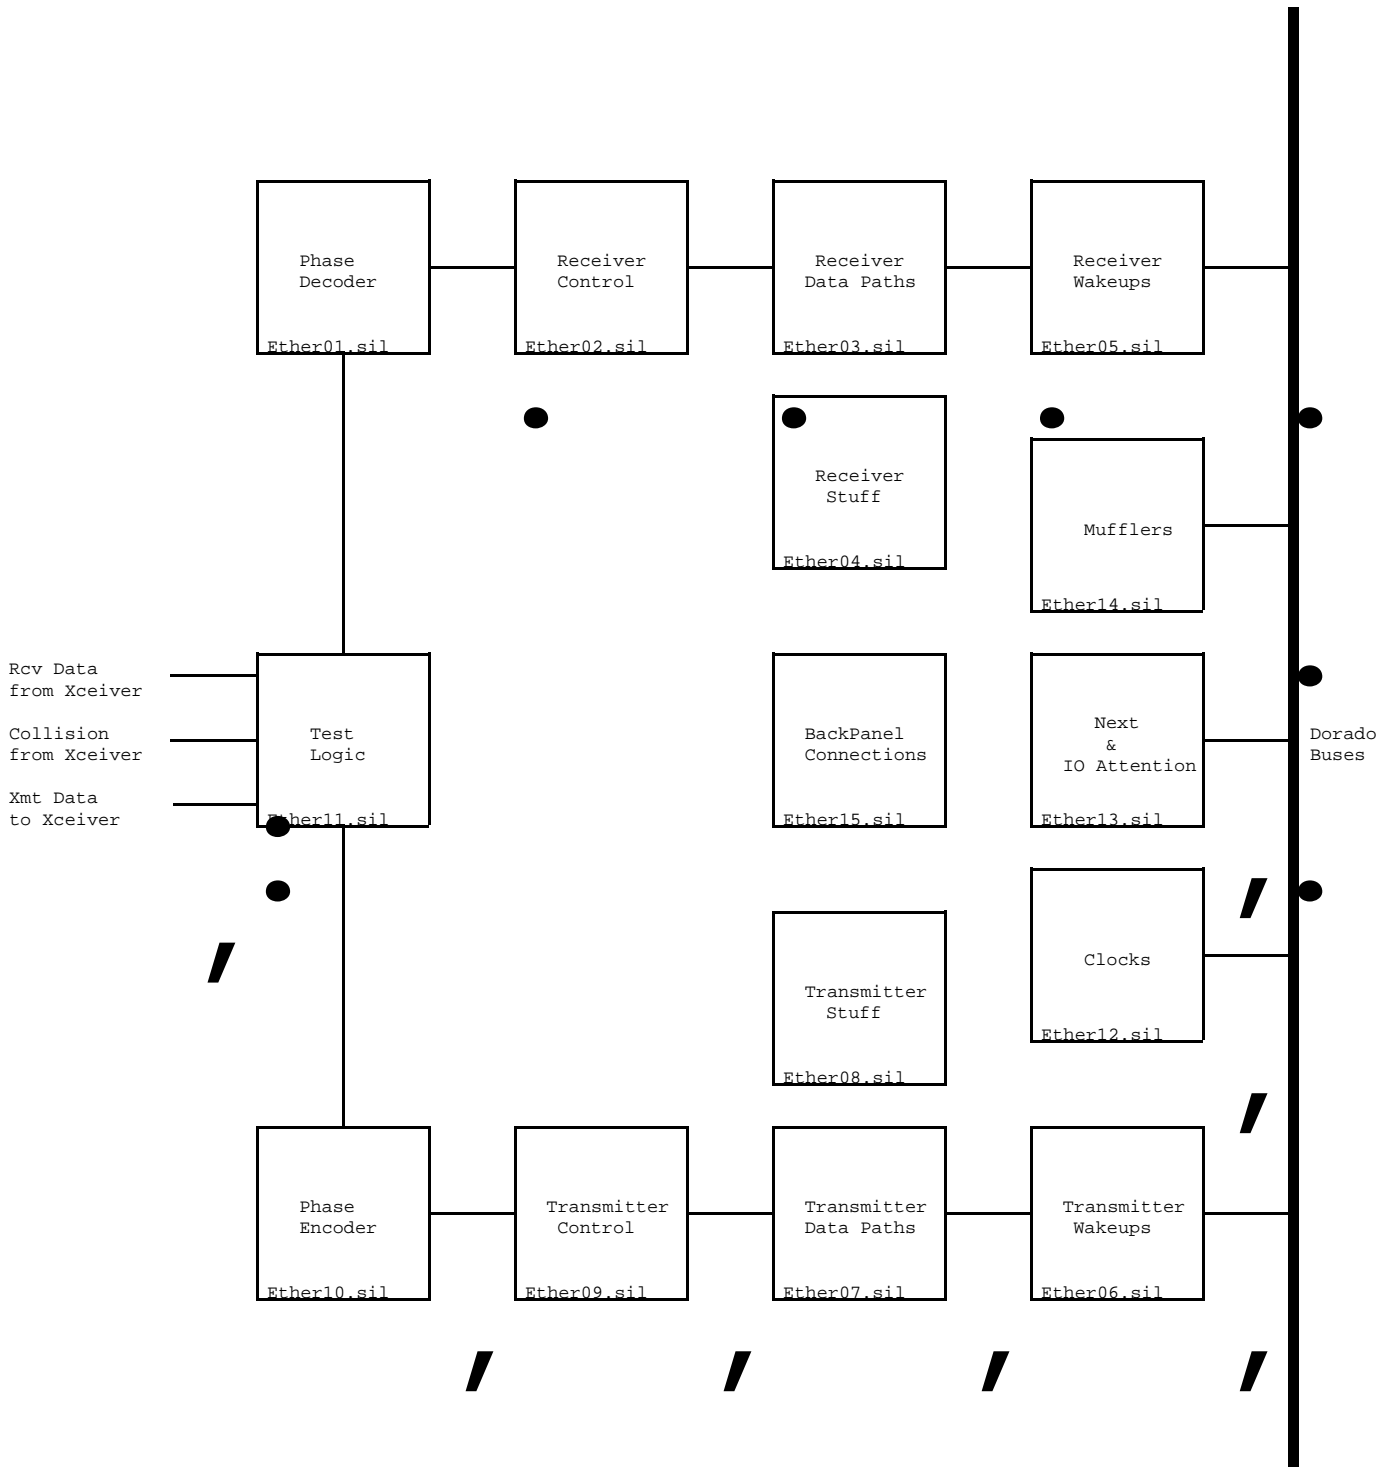 Phase
Decoder
Ether01.sil
Receiver
Control
Ether02.sil
Receiver
Data Paths
Ether03.sil
Receiver
Wakeups
Ether05.sil
Receiver
Stuff
Ether04.sil
Mufflers
Ether14.sil
Rcv Data
from Xceiver
Collision
from Xceiver
Xmt Data
to Xceiver
Test
Logic
Ether11.sil
BackPanel
Connections
Ether15.sil
Next
&
IO Attention
Ether13.sil
Dorado
Buses
Transmitter
Stuff
Ether08.sil
Clocks
Ether12.sil
Phase
Encoder
Ether10.sil
Transmitter
Control
Ether09.sil
Transmitter
Data Paths
Ether07.sil
Transmitter
Wakeups
Ether06.sil